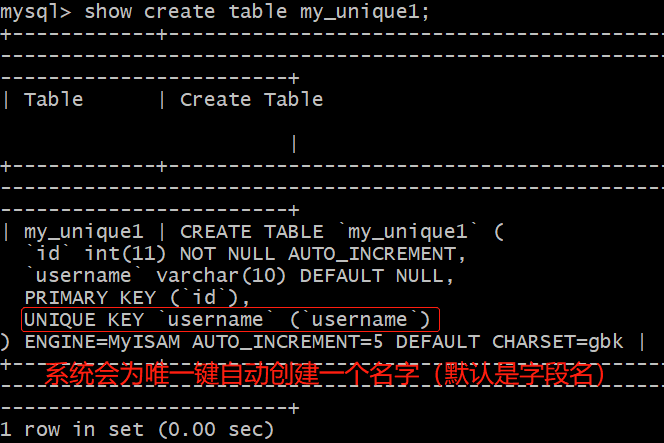 mysql> show create table my_unique1;
+------------+-----------------------------------------
-------------------------------------------------------
------------------------+
| Table      | Create Table
|
+------------+-----------------------------------------
-------------------------------------------------------
------------------------+
| my_unique1 | CREATE TABLE `my_unique1` (
`id` int(11) NOT NULL AUTO_INCREMENT,
`username` varchar(10) DEFAULT NULL,
PRIMARY KEY (`id`),
UNIQUE KEY `username` (`username`)
) ENGINE=MyISAM AUTO_INCREMENT=5 DEFAULT CHARSET=gbk |
+------------+-----------------------------------------
系统会为唯一键自动创建一个名字（默认是字段名）
-------------------------------------------------------
------------------------+
1 row in set (0.00 sec)